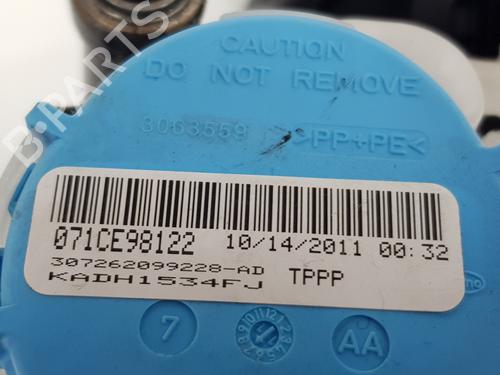 CAUTION
DO NOT REMOVE
3063559 >PP+PE<
071CE98122 10/14/2011 00:32
307262099228-AD TPPP
KADH1534FJ
7 AA
B-PARTS